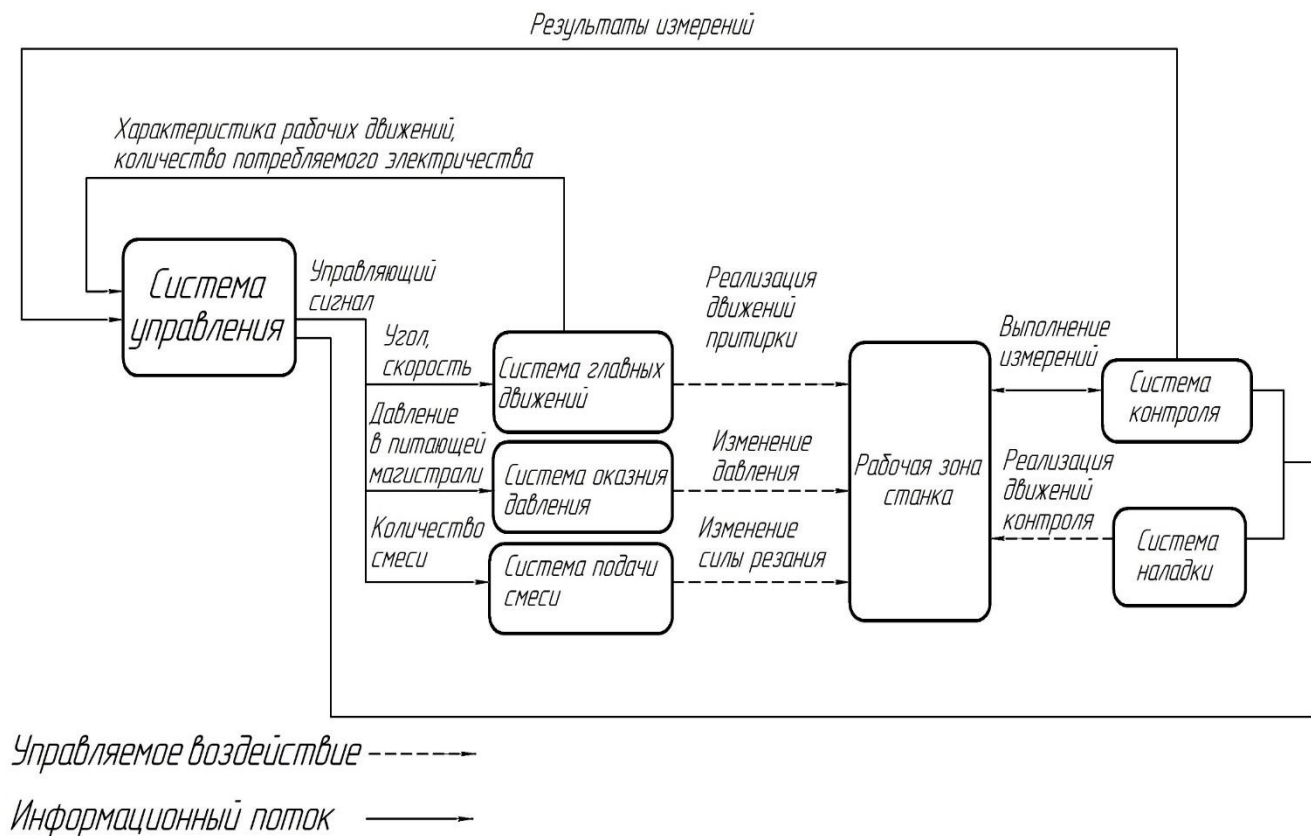 Результаты измерений
Характеристика рабочих движений,
количество потребляемого электричества
Система
управления
Управляющий
сигнал
Угол,
скорость
Давление
в питающей
магистрали
Количество
смеси
Система главных
движений
Система оказния
давления
Система подачи
смеси
Реализация
движений
притирки
Изменение
давления
Изменение
силы резания
Рабочая зона
станка
Выполнение
измерений
Реализация
движений
контроля
Система
контроля
Система
наладки
Управляемое воздействие
Информационный поток